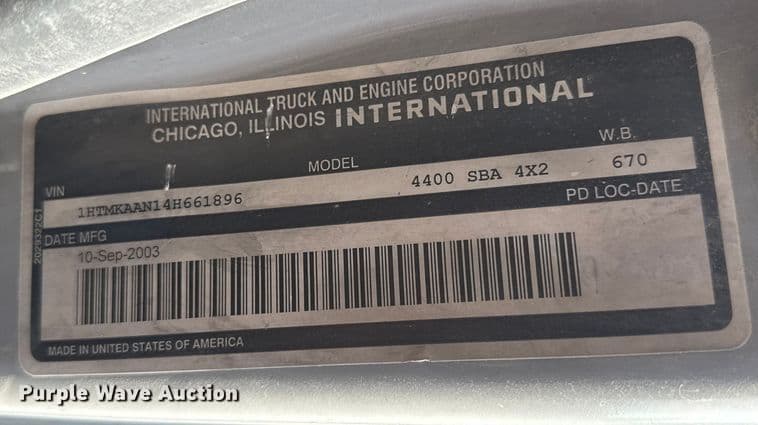 INTERNATIONAL TRUCK AND ENGINE CORPORATION
CHICAGO, ILLINOIS INTERNATIONAL
VIN MODEL W.B.
1HTMKAAN14H661896 4400 SBA 4X2 670
DATE MFG PD LOC-DATE
10-Sep-2003
2029322C1
MADE IN UNITED STATES OF AMERICA
Purple Wave Auction